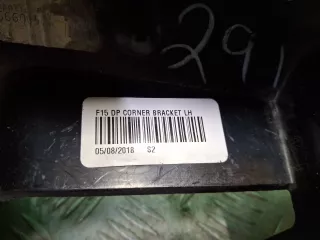 291
F15 DP CORNER BRACKET LH
05/08/2018 S2